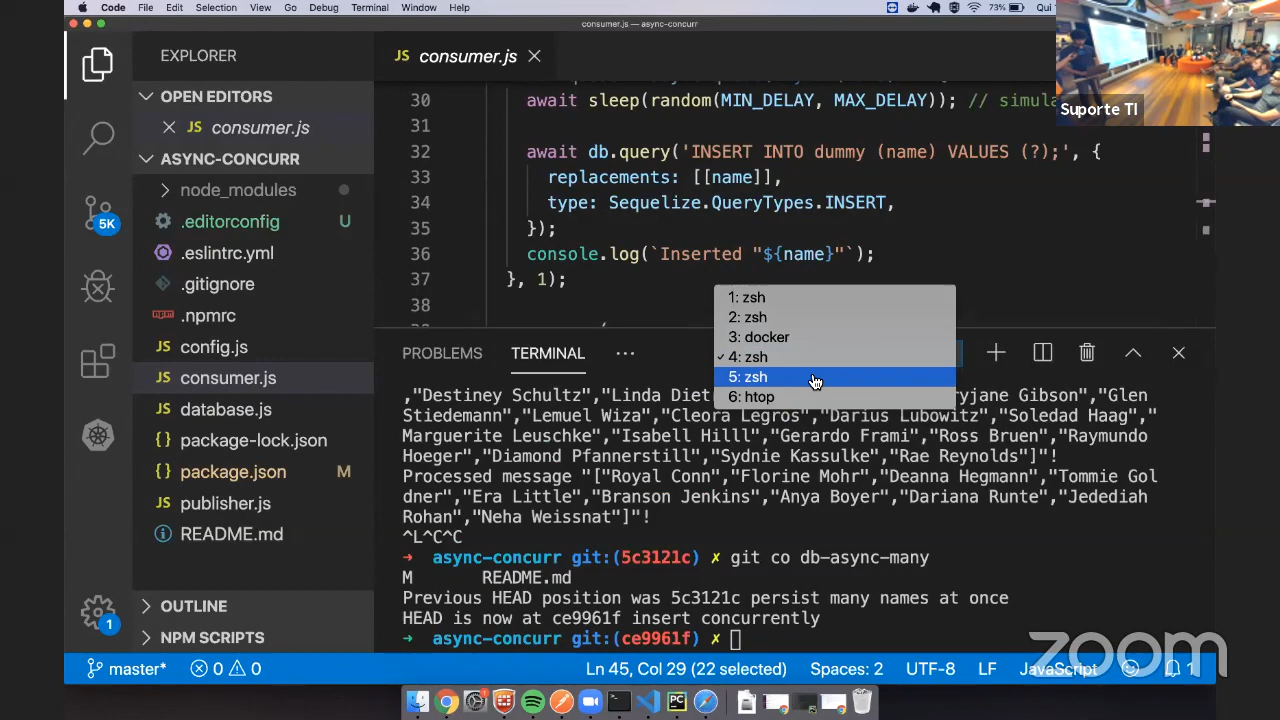 Code File Edit Selection View Go Debug Terminal Window Help 73% Qui
consumer.js — async-concurr
Suporte TI
EXPLORER
JS consumer.js
OPEN EDITORS
JS consumer.js
ASYNC-CONCURR
node_modules
.editorconfig U
.eslintrc.yml
.gitignore
.npmrc
JS config.js
JS consumer.js
JS database.js
{} package-lock.json
{} package.json M
JS publisher.js
README.md
OUTLINE
NPM SCRIPTS
5K
1
30 await sleep(random(MIN_DELAY, MAX_DELAY)); // simula
31
32 await db.query('INSERT INTO dummy (name) VALUES (?);', {
33 replacements: [[name]],
34 type: Sequelize.QueryTypes.INSERT,
35 });
36 console.log(`Inserted "${name}"`);
37 }, 1);
38
PROBLEMS TERMINAL ...
1: zsh
2: zsh
3: docker
✓ 4: zsh
5: zsh
6: htop
,"Destiney Schultz","Linda Diet ryjane Gibson","Glen
Stiedemann","Lemuel Wiza","Cleora Legros","Darius Lubowitz","Soledad Haag","
Marguerite Leuschke","Isabell Hilll","Gerardo Frami","Ross Bruen","Raymundo
Hoeger","Diamond Pfannerstill","Sydnie Kassulke","Rae Reynolds"]"!
Processed message "["Royal Conn","Florine Mohr","Deanna Hegmann","Tommie Gol
dner","Era Little","Branson Jenkins","Anya Boyer","Dariana Runte","Jedediah
Rohan","Neha Weissnat"]"!
^L^C^C
➜ async-concurr git:(5c3121c) ✗ git co db-async-many
M README.md
Previous HEAD position was 5c3121c persist many names at once
HEAD is now at ce9961f insert concurrently
➜ async-concurr git:(ce9961f) ✗
master* 0 0 Ln 45, Col 29 (22 selected) Spaces: 2 UTF-8 LF JavaScript 1
zoom